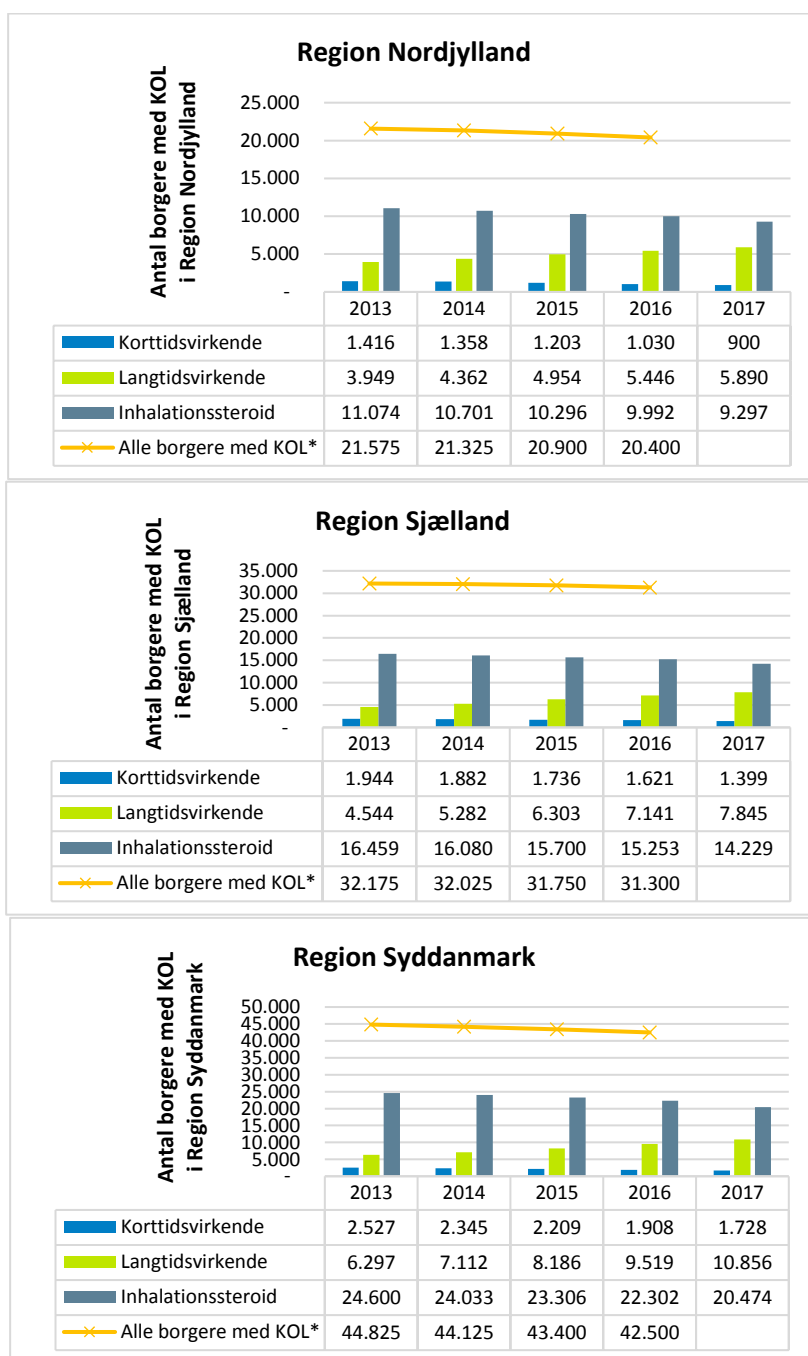 Region Nordjylland
Antal borgere med KOL
i Region Nordjylland
25.000
20.000
15.000
10.000
5.000
-
2013 2014 2015 2016 2017
Korttidsvirkende 1.416 1.358 1.203 1.030 900
Langtidsvirkende 3.949 4.362 4.954 5.446 5.890
Inhalationssteroid 11.074 10.701 10.296 9.992 9.297
Alle borgere med KOL* 21.575 21.325 20.900 20.400
Region Sjælland
Antal borgere med KOL
i Region Sjælland
35.000
30.000
25.000
20.000
15.000
10.000
5.000
-
2013 2014 2015 2016 2017
Korttidsvirkende 1.944 1.882 1.736 1.621 1.399
Langtidsvirkende 4.544 5.282 6.303 7.141 7.845
Inhalationssteroid 16.459 16.080 15.700 15.253 14.229
Alle borgere med KOL* 32.175 32.025 31.750 31.300
Region Syddanmark
Antal borgere med KOL
i Region Syddanmark
50.000
45.000
40.000
35.000
30.000
25.000
20.000
15.000
10.000
5.000
-
2013 2014 2015 2016 2017
Korttidsvirkende 2.527 2.345 2.209 1.908 1.728
Langtidsvirkende 6.297 7.112 8.186 9.519 10.856
Inhalationssteroid 24.600 24.033 23.306 22.302 20.474
Alle borgere med KOL* 44.825 44.125 43.400 42.500